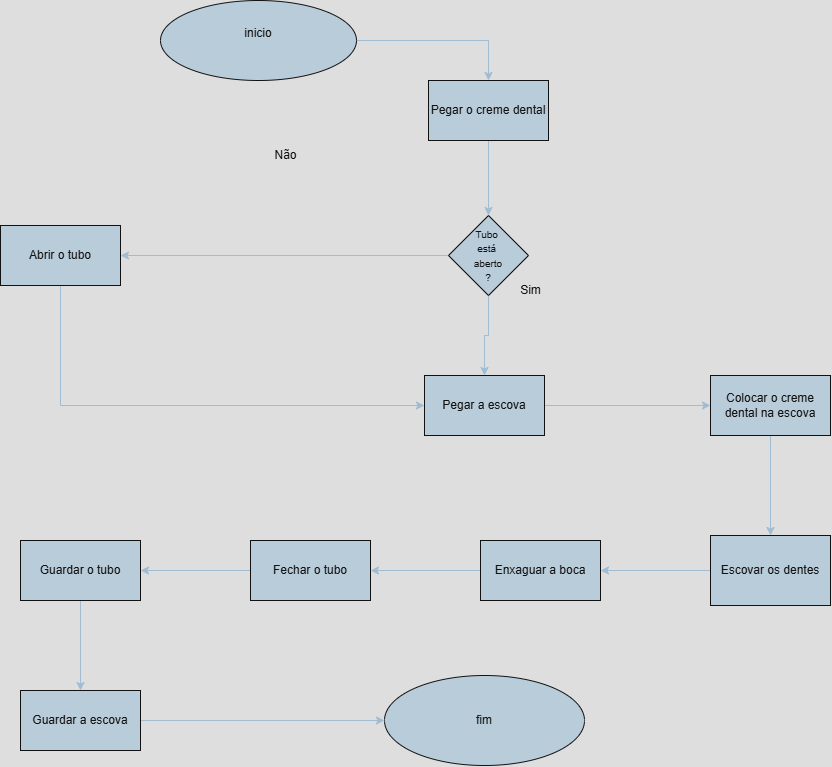 inicio
Pegar o creme dental
Não
Tubo
está
aberto
?
Abrir o tubo
Sim
Pegar a escova
Colocar o creme
dental na escova
Escovar os dentes
Enxaguar a boca
Fechar o tubo
Guardar o tubo
Guardar a escova
fim